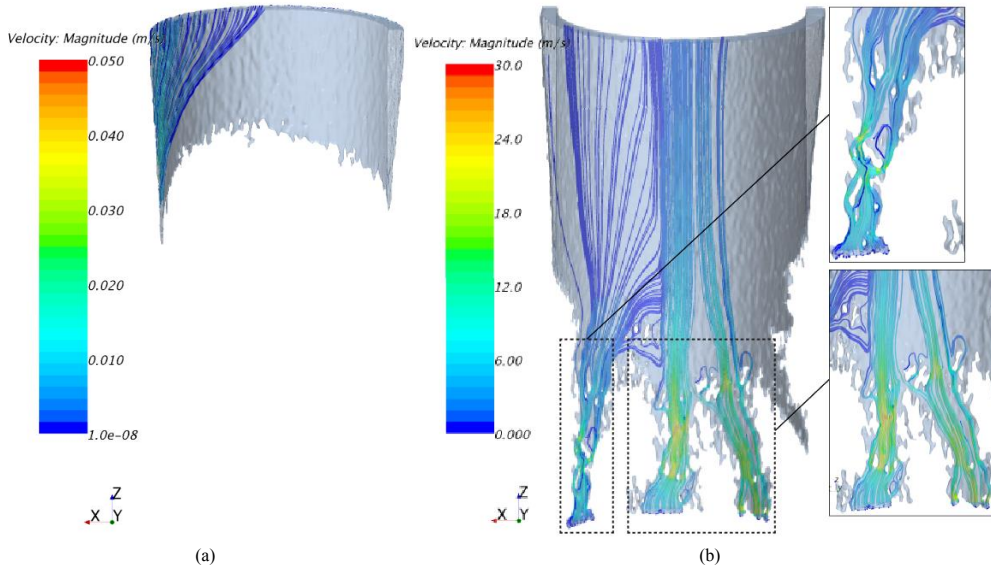 Velocity: Magnitude (m/s)
0.050
0.040
0.030
0.020
0.010
1.0e-08
Z
X
Y
(a)
Velocity: Magnitude (m/s)
30.0
24.0
18.0
12.0
6.00
0.000
Z
X
Y
(b)